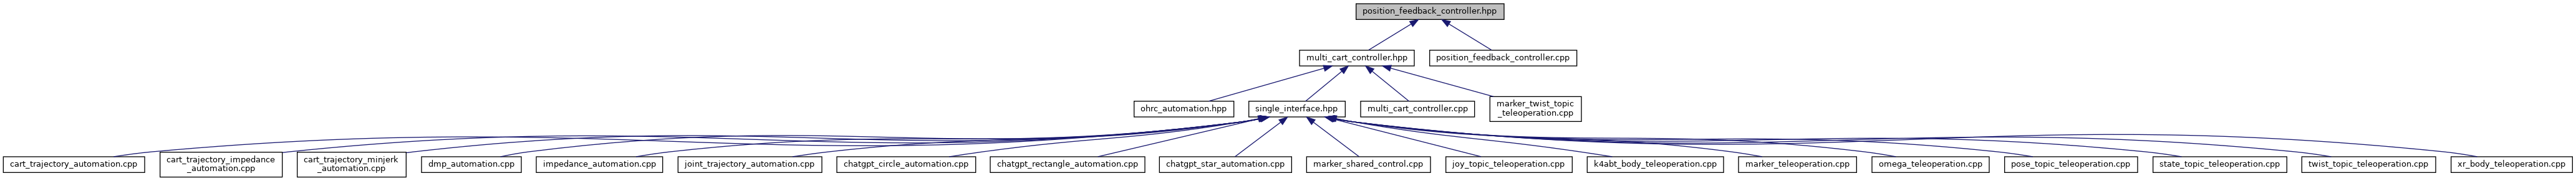 position_feedback_controller.hpp
multi_cart_controller.hpp
position_feedback_controller.cpp
ohrc_automation.hpp
single_interface.hpp
multi_cart_controller.cpp
marker_twist_topic
_teleoperation.cpp
cart_trajectory_automation.cpp
cart_trajectory_impedance
_automation.cpp
cart_trajectory_minjerk
_automation.cpp
dmp_automation.cpp
impedance_automation.cpp
joint_trajectory_automation.cpp
chatgpt_circle_automation.cpp
chatgpt_rectangle_automation.cpp
chatgpt_star_automation.cpp
marker_shared_control.cpp
joy_topic_teleoperation.cpp
k4abt_body_teleoperation.cpp
marker_teleoperation.cpp
omega_teleoperation.cpp
pose_topic_teleoperation.cpp
state_topic_teleoperation.cpp
twist_topic_teleoperation.cpp
xr_body_teleoperation.cpp